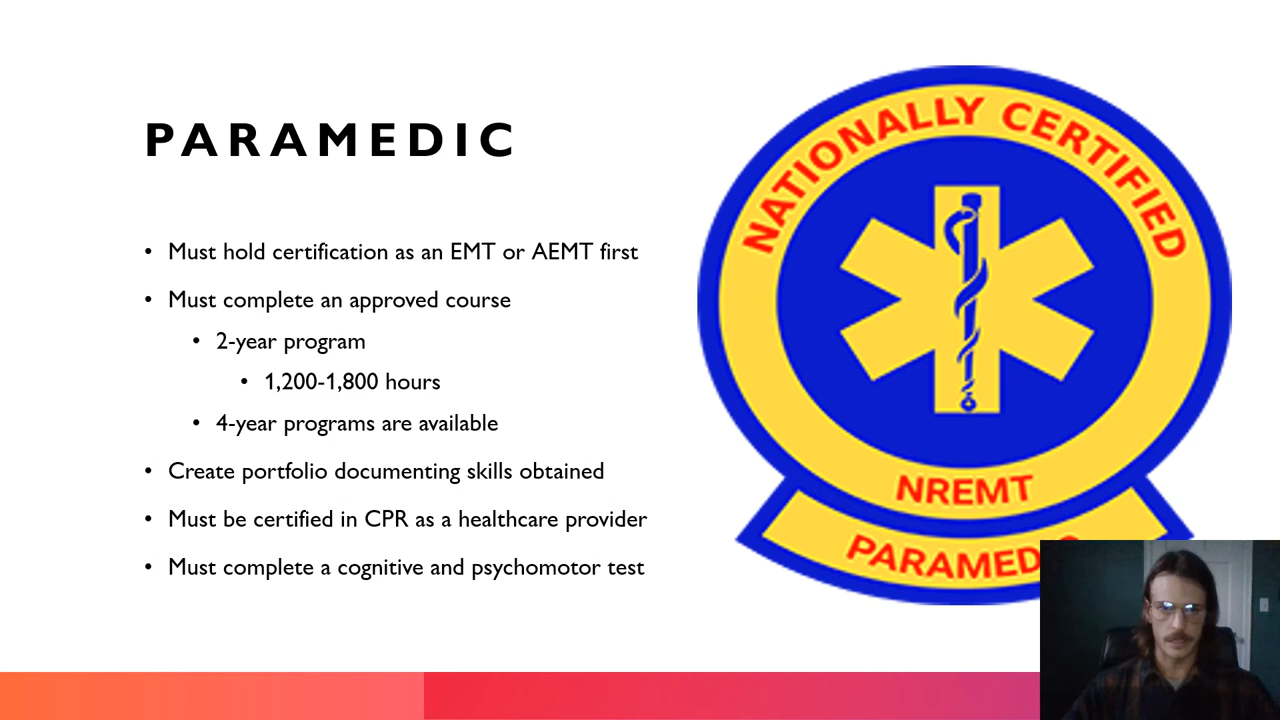 PARAMEDIC
• Must hold certification as an EMT or AEMT first
• Must complete an approved course
• 2-year program
• 1,200-1,800 hours
• 4-year programs are available
• Create portfolio documenting skills obtained
• Must be certified in CPR as a healthcare provider
• Must complete a cognitive and psychomotor test
NATIONALLY CERTIFIED
NREMT